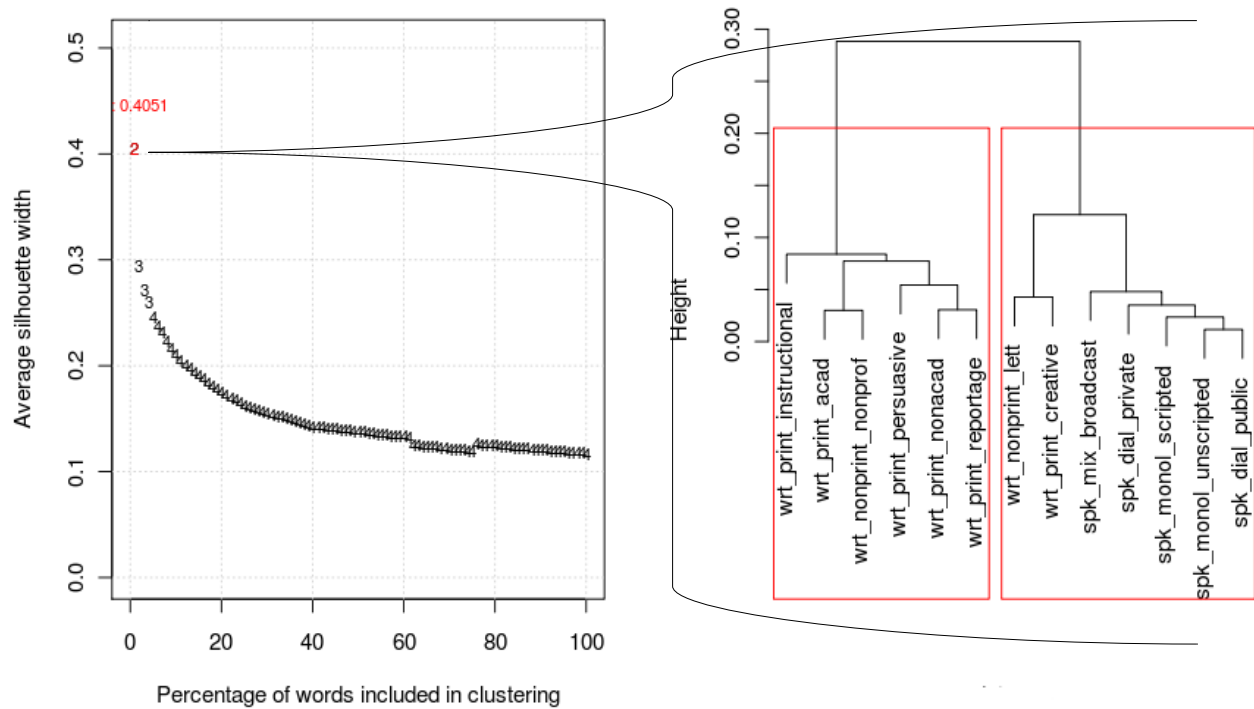 Average silhouette width
0.5
0.4
0.3
0.2
0.1
0.0
: 0.4051
2
3
3
3
4
0 20 40 60 80 100
Percentage of words included in clustering
Height
0.30
0.20
0.10
0.00
wrt_print_instructional
wrt_print_acad
wrt_nonprint_nonprof
wrt_print_persuasive
wrt_print_nonacad
wrt_print_reportage
wrt_nonprint_lett
wrt_print_creative
spk_mix_broadcast
spk_dial_private
spk_monol_scripted
spk_monol_unscripted
spk_dial_public